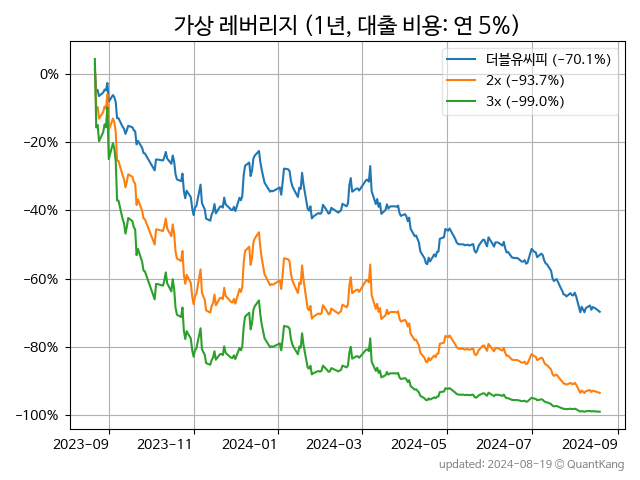 가상 레버리지 (1년, 대출 비용: 연 5%)
더블유씨피 (-70.1%)
2x (-93.7%)
3x (-99.0%)
0%
-20%
-40%
-60%
-80%
-100%
2023-09 2023-11 2024-01 2024-03 2024-05 2024-07 2024-09
updated: 2024-08-19 © QuantKang